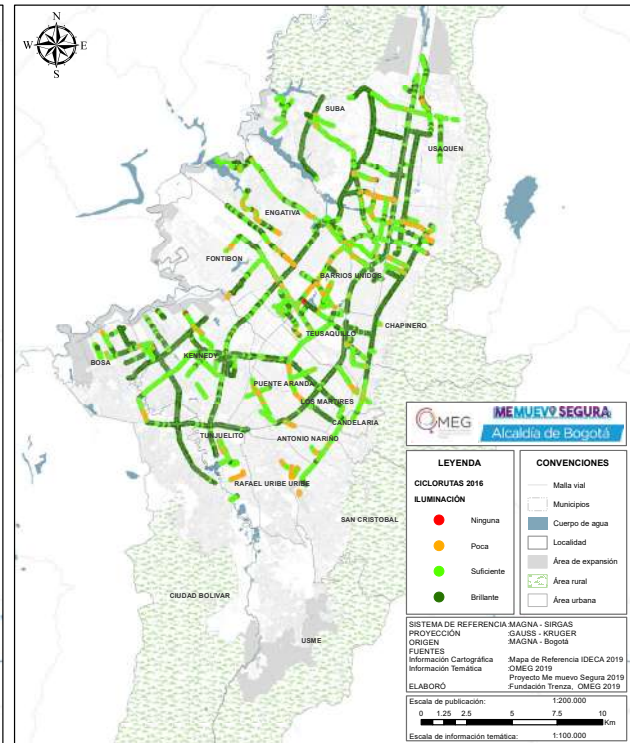 N
W E
S
SUBA
USAQUEN
ENGATIVA
FONTIBON
BARRIOS UNIDOS
TEUSAQUILLO
CHAPINERO
BOSA
KENNEDY
PUENTE ARANDA
LOS MARTIRES
CANDELARIA
TUNJUELITO
ANTONIO NARIÑO
RAFAEL URIBE URIBE
SAN CRISTOBAL
CIUDAD BOLIVAR
USME
OMEG
MEMUEVO SEGURA
Alcaldía de Bogotá
LEYENDA
CICLORUTAS 2016
ILUMINACIÓN
Ninguna
Poca
Suficiente
Brillante
CONVENCIONES
Malla vial
Municipios
Cuerpo de agua
Localidad
Área de expansión
Área rural
Área urbana
SISTEMA DE REFERENCIA:MAGNA - SIRGAS
PROYECCIÓN :GAUSS - KRUGER
ORIGEN :MAGNA - Bogotá
FUENTES
Información Cartográfica :Mapa de Referencia IDECA 2019
Información Temática :OMEG 2019
Proyecto Me muevo Segura 2019
ELABORÓ :Fundación Trenza, OMEG 2019
Escala de publicación: 1:200.000
0 1.25 2.5 5 7.5 10
Km
Escala de información temática: 1:100.000